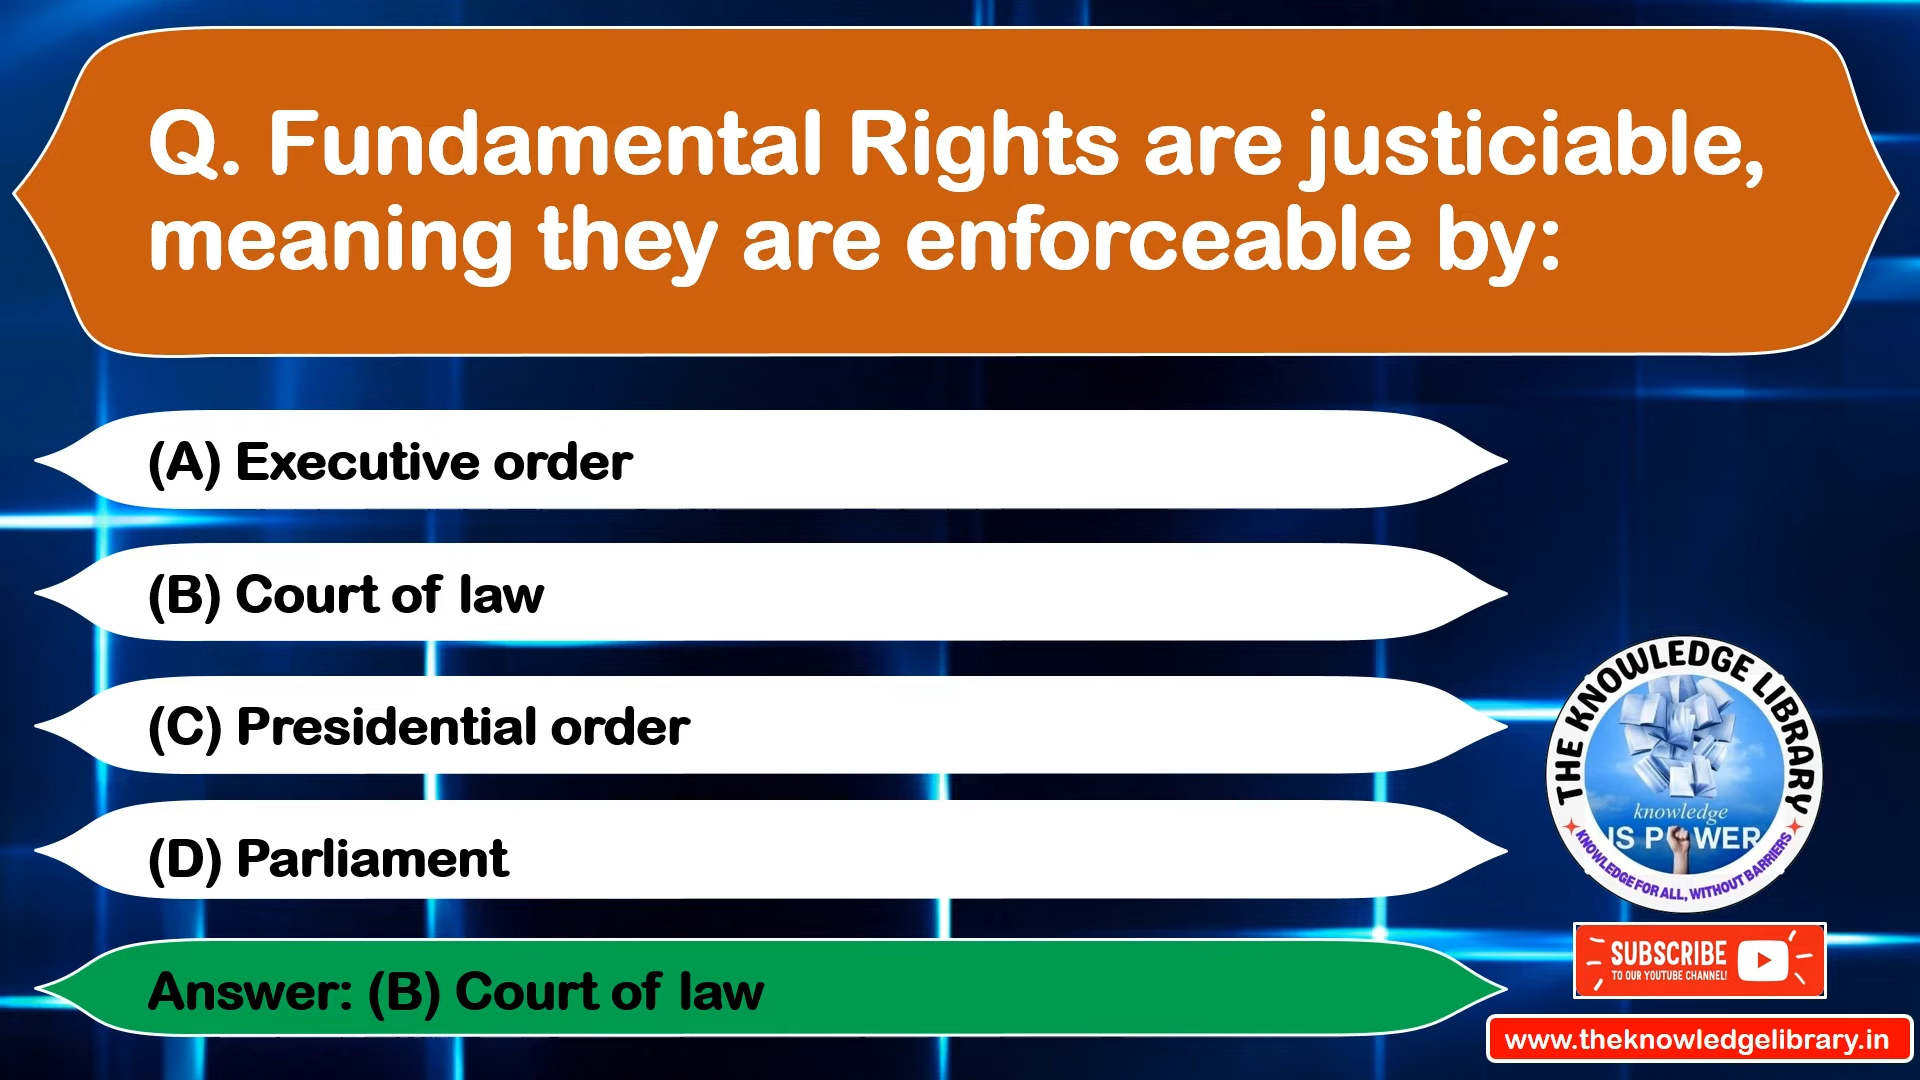 Q. Fundamental Rights are justiciable,
meaning they are enforceable by:
(A) Executive order
(B) Court of law
(C) Presidential order
(D) Parliament
Answer: (B) Court of law
THE KNOWLEDGE LIBRARY
knowledge
IS POWER
KNOWLEDGE FOR ALL, WITHOUT BARRIERS
SUBSCRIBE
TO OUR YOUTUBE CHANNEL!
www.theknowledgelibrary.in